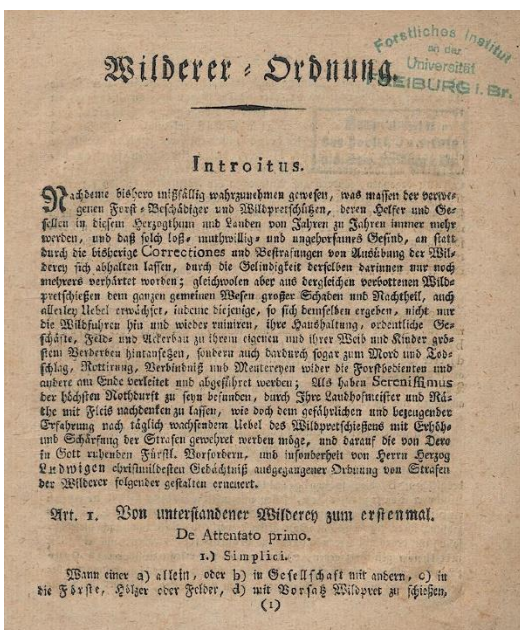 Forstliches Institut
an der
Universität
FREIBURG i. Br.
Wilderer-Ordnung.
Introitus.
Nachdeme bishero mißfällig wahrzunehmen gewesen, was massen der verwe-
genen Forst-Beschädiger und Wildpretschützen, deren Helfer und Ge-
sellen in diesem Herzogthum und Landen von Jahren zu Jahren immer mehr
werden, und daß solch loß- muthwillig- und ungehorsames Gesind, an statt
durch die bisherige Correctiones und Bestrafungen von Ausübung der Wil-
derey sich abhalten lassen, durch die Gelindigkeit derselben darinnen nur noch
mehrers verhärtet worden; gleichwolen aber aus dergleichen verbottenen Wild-
pretschießen dem ganzen gemeinen Wesen großer Schaden und Nachtheil, auch
allerley Uebel erwächset, indeme diejenige, so sich demselben ergeben, nicht nur
die Wildfuhren hin und wieder ruiniren, ihre Haushaltung, ordentliche Ge-
schäfte, Feld- und Ackerbau zu ihrem eigenen und ihrer Weib und Kinder größ-
stem Verderben hintansetzen, sondern auch dardurch sogar zum Mord und Tod-
schlag, Rottirung, Verbindniß und Meutereyen wider die Forstbedienten und
andere am Ende verleitet und abgeführt werden; Als haben Serenissimus
der höchsten Nothdurft zu seyn befunden, durch Ihre Landhofmeister und Rä-
the mit Fleis nachdenken zu lassen, wie doch dem gefährlichen und bezeugender
Erfahrung nach täglich wachsendem Uebel des Wildpretschießens mit Erhöh-
und Schärfung der Strafen gewehret werden möge, und darauf die von Dero
in Gott ruhenden Fürstl. Vorfordern, und insonderheit von Herrn Herzog
Ludwigen christmildesten Gedächtniß ausgegangener Ordnung von Strafen
der Wilderer folgender gestalten erneuert.
Art. 1. Von unterstandener Wilderey zum erstenmal.
De Attentato primo.
1.) Simplici.
Wann einer a) allein, oder b) in Gesellschaft mit andern, c) in
die Förste, Hölzer oder Felder, d) mit Vorsatz Wildpret zu schießen,
(1)